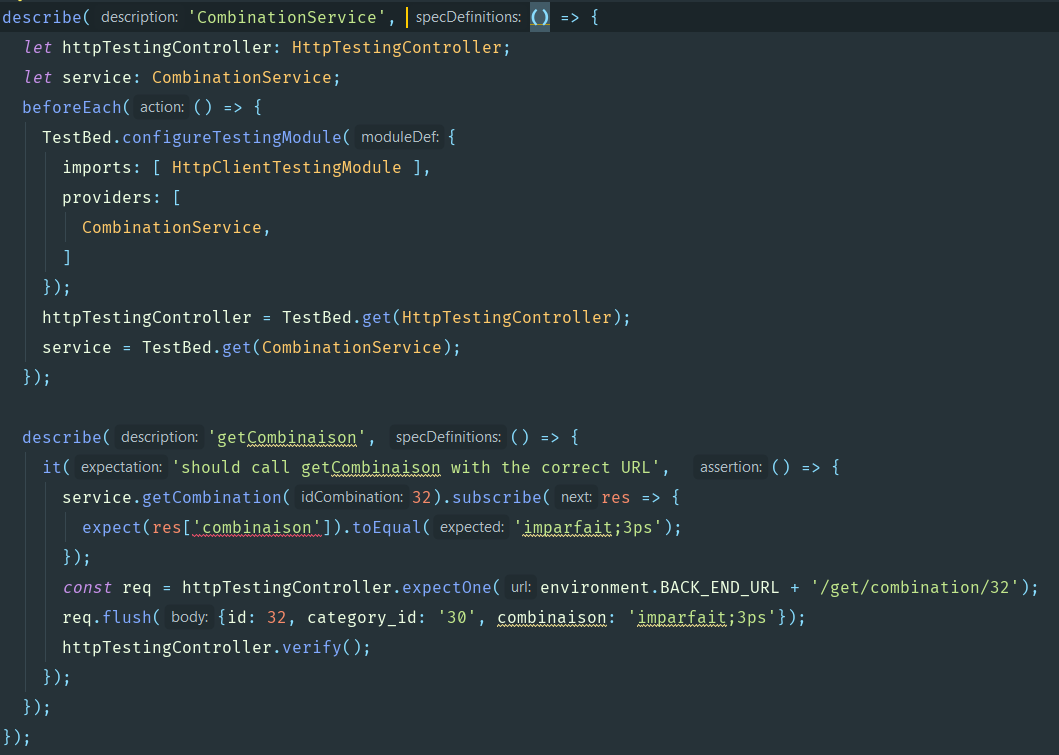 describe( description: 'CombinationService', specDefinitions: () => {
let httpTestingController: HttpTestingController;
let service: CombinationService;
beforeEach( action: () => {
TestBed.configureTestingModule( moduleDef: {
imports: [ HttpClientTestingModule ],
providers: [
CombinationService,
]
});
httpTestingController = TestBed.get(HttpTestingController);
service = TestBed.get(CombinationService);
});
describe( description: 'getCombinaison', specDefinitions: () => {
it( expectation: 'should call getCombinaison with the correct URL', assertion: () => {
service.getCombination( idCombination: 32).subscribe( next: res => {
expect(res['combinaison']).toEqual( expected: 'imparfait;3ps');
});
const req = httpTestingController.expectOne( url: environment.BACK_END_URL + '/get/combination/32');
req.flush( body: {id: 32, category_id: '30', combinaison: 'imparfait;3ps'});
httpTestingController.verify();
});
});
});